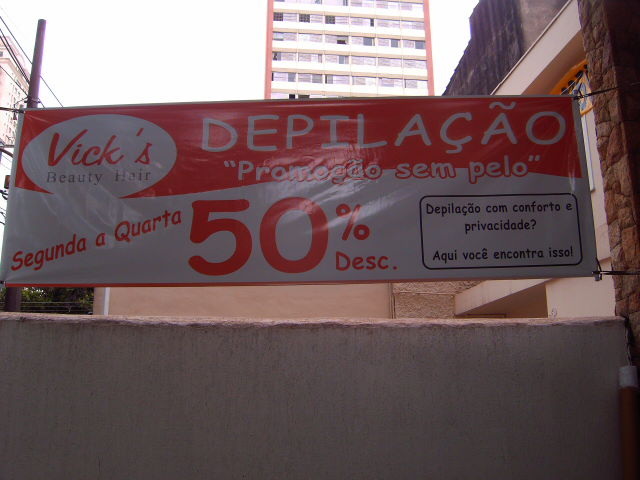 Vick's
Beauty Hair
DEPILAÇÃO
"Promoção sem pelo"
Segunda a Quarta
50%
Desc.
Depilação com conforto e
privacidade?
Aqui você encontra isso!